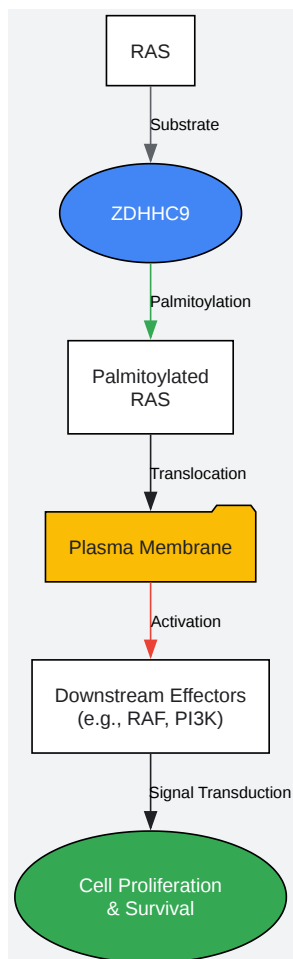 RAS
Substrate
ZDHHC9
Palmitoylation
Palmitoylated
RAS
Translocation
Plasma Membrane
Activation
Downstream Effectors
(e.g., RAF, PI3K)
Signal Transduction
Cell Proliferation
& Survival